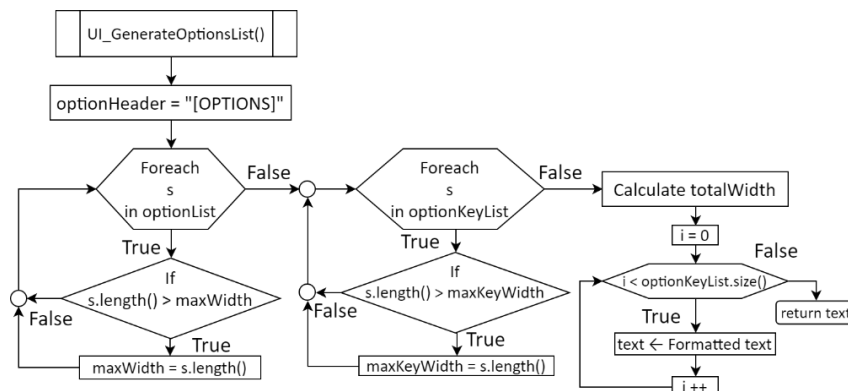 UI_GenerateOptionsList()
optionHeader = "[OPTIONS]"
Foreach
s
in optionList
False
True
If
s.length() > maxWidth
False
True
maxWidth = s.length()
Foreach
s
in optionKeyList
False
True
If
s.length() > maxKeyWidth
False
True
maxKeyWidth = s.length()
Calculate totalWidth
i = 0
i < optionKeyList.size()
False
return text
True
text ← Formatted text
i ++